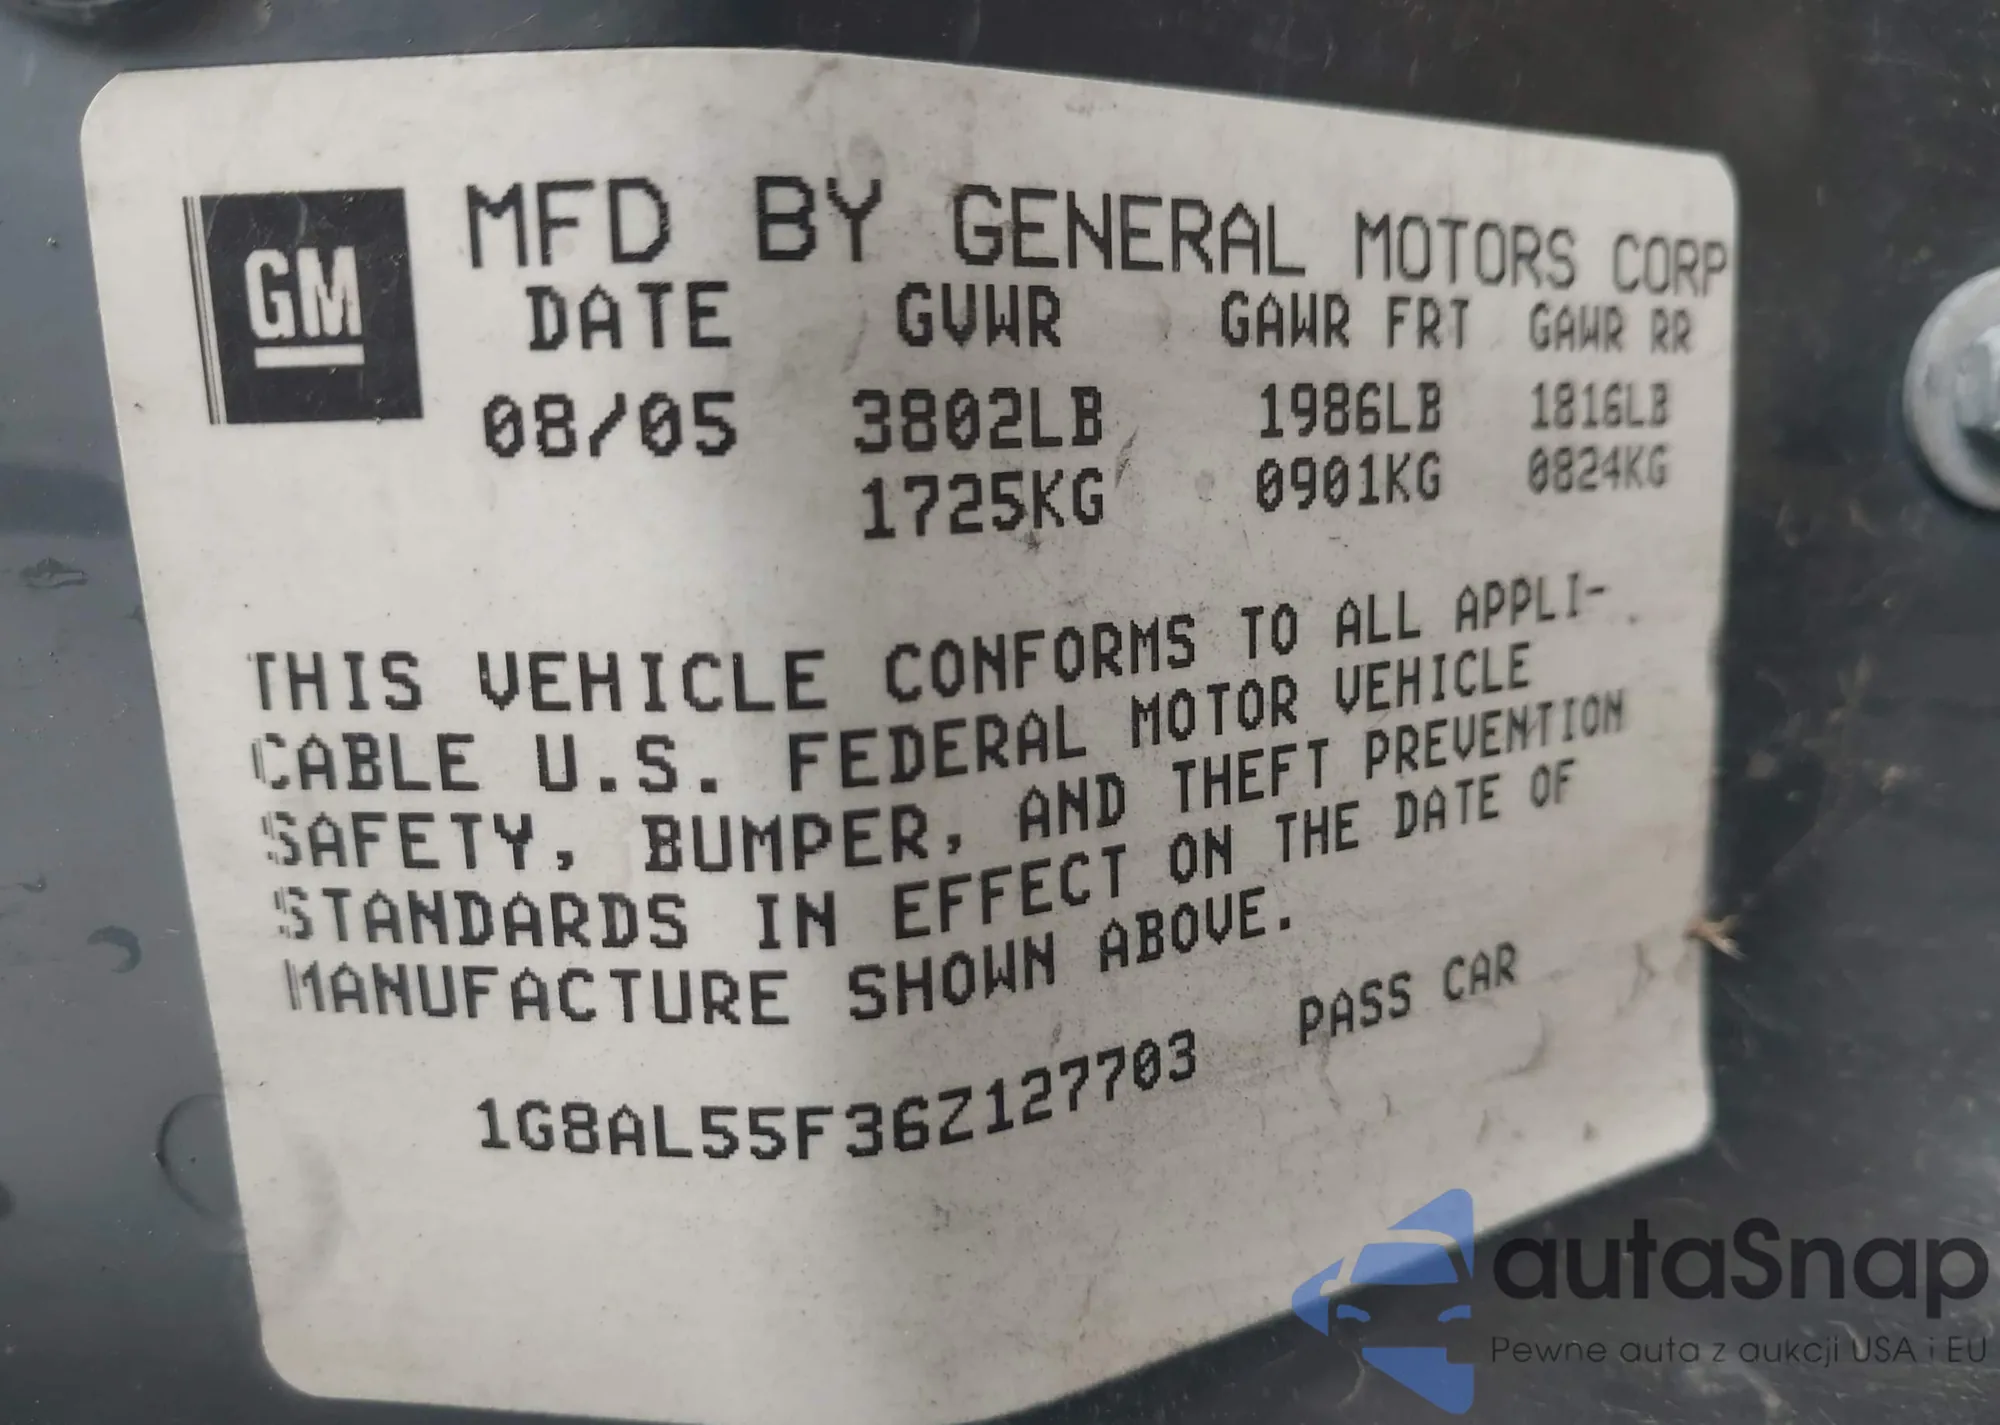 GM
MFD BY GENERAL MOTORS CORP
DATE GVWR GAWR FRT GAWR RR
08/05 3802LB 1986LB 1816LB
1725KG 0901KG 0824KG
THIS VEHICLE CONFORMS TO ALL APPLI-
CABLE U.S. FEDERAL MOTOR VEHICLE
SAFETY, BUMPER, AND THEFT PREVENTION
STANDARDS IN EFFECT ON THE DATE OF
MANUFACTURE SHOWN ABOVE.
1G8AL55F36Z127703 PASS CAR
autaSnap
Pewne auta z aukcji USA i EU